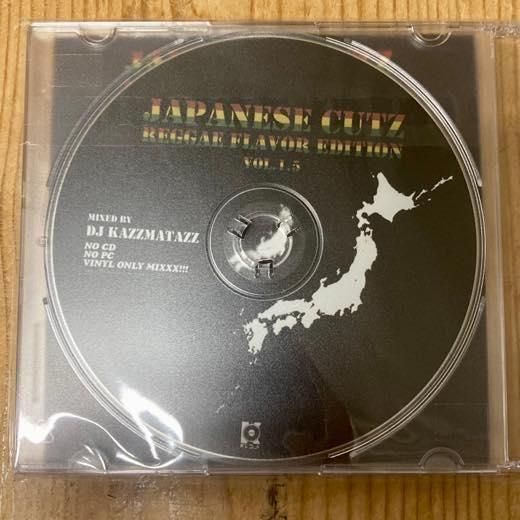 JAPANESE CUTZ
REGGAE FLAVOR EDITION
VOL.1.5
MIXED BY
DJ KAZZMATAZZ
NO CD
NO PC
VINYL ONLY MIXXX!!!